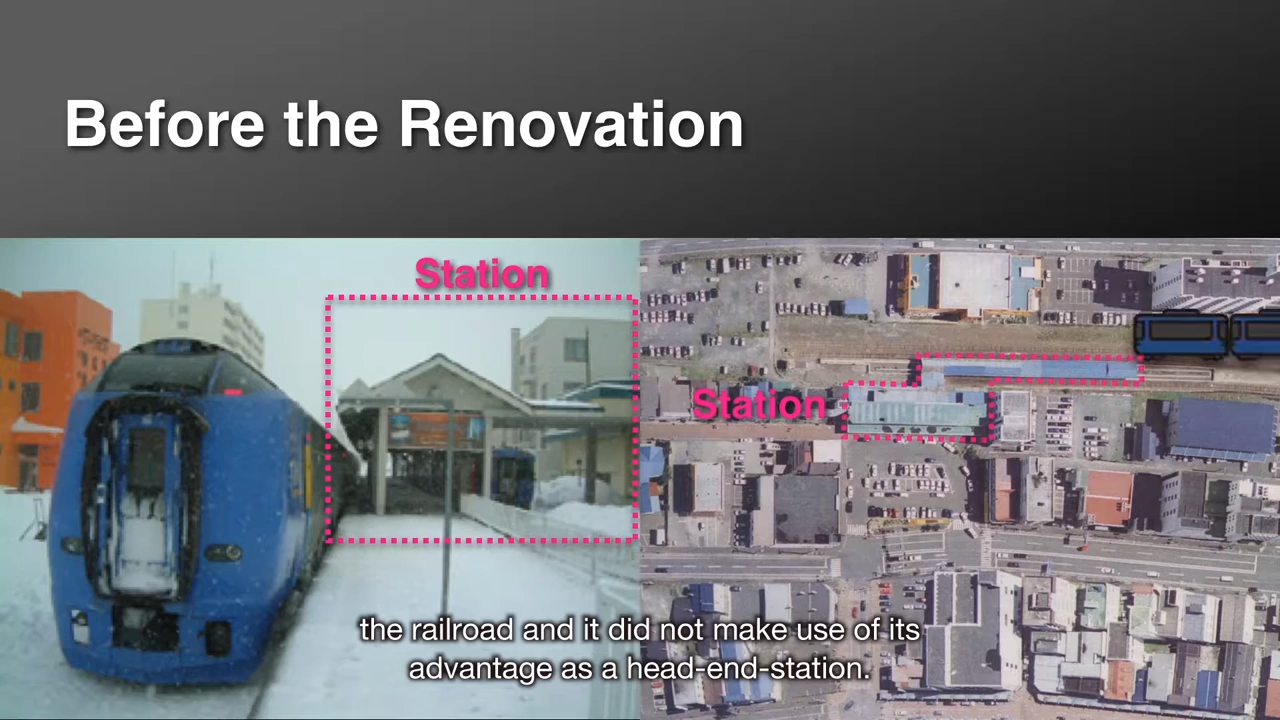 Before the Renovation
Station
Station
the railroad and it did not make use of its
advantage as a head-end-station.